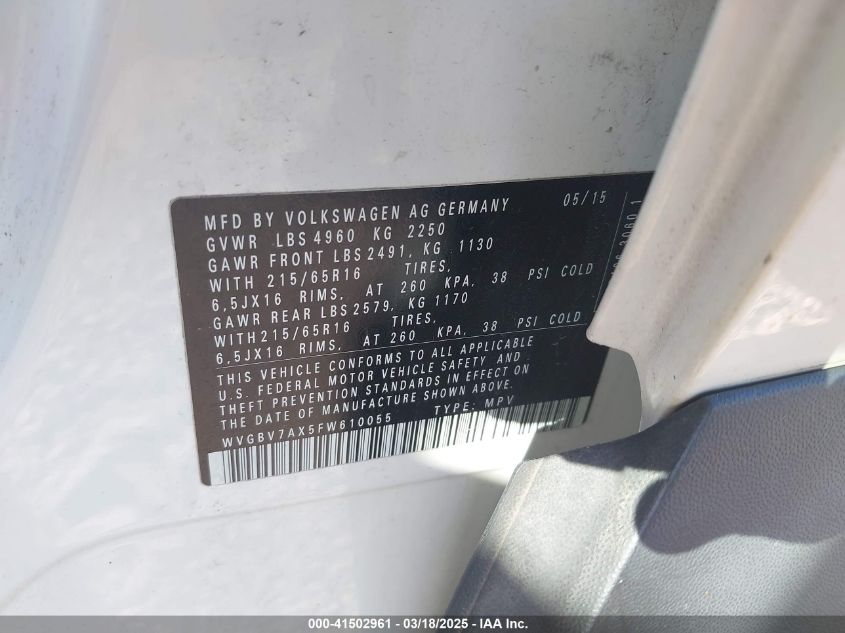 MFD BY VOLKSWAGEN AG GERMANY 05/15
GVWR LBS 4960 KG 2250
GAWR FRONT LBS 2491, KG 1130
WITH 215/65R16 TIRES,
6,5JX16 RIMS, AT 260 KPA, 38 PSI COLD
GAWR REAR LBS 2579, KG 1170
WITH 215/65R16 TIRES,
6,5JX16 RIMS, AT 260 KPA, 38 PSI COLD
THIS VEHICLE CONFORMS TO ALL APPLICABLE
U.S. FEDERAL MOTOR VEHICLE SAFETY AND
THEFT PREVENTION STANDARDS IN EFFECT ON
THE DATE OF MANUFACTURE SHOWN ABOVE.
WVGBV7AX5FW610055 TYPE: MPV
000-41502961 - 03/18/2025 - IAA Inc.